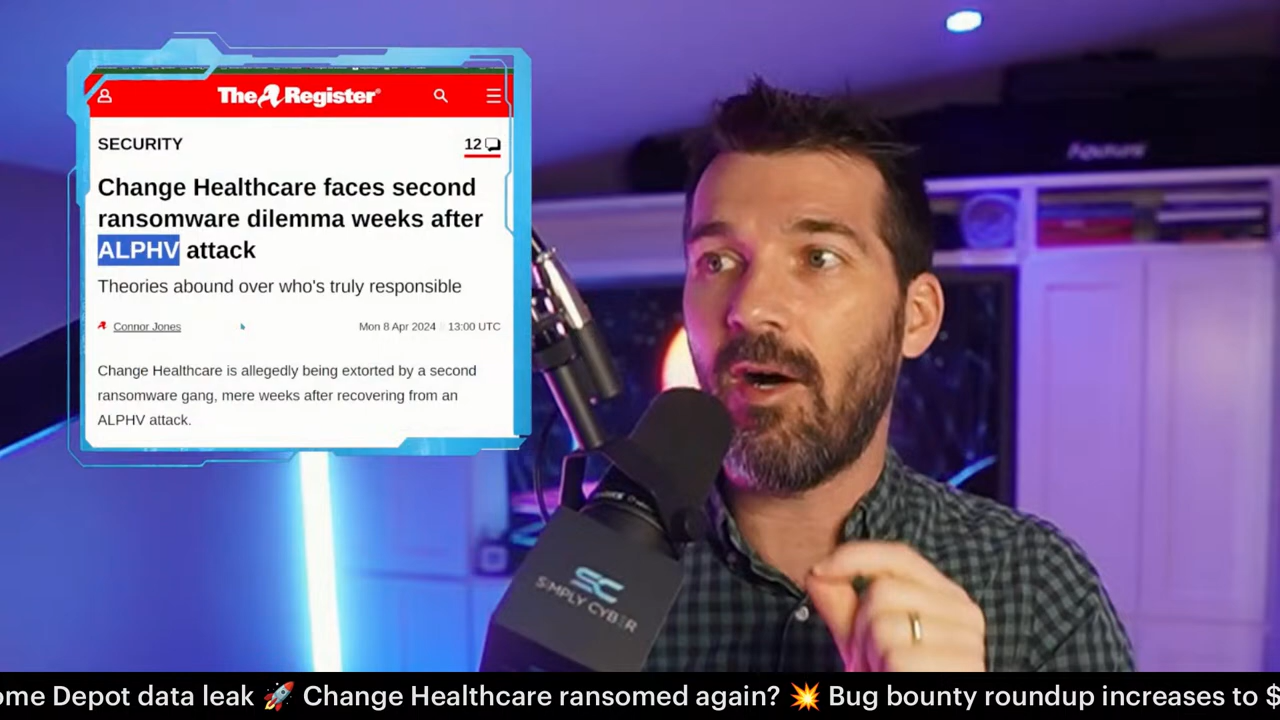 The Register®
SECURITY
12
Change Healthcare faces second
ransomware dilemma weeks after
ALPHV attack
Theories abound over who's truly responsible
Connor Jones
Mon 8 Apr 2024
13:00 UTC
Change Healthcare is allegedly being extorted by a second
ransomware gang, mere weeks after recovering from an
ALPHV attack.
SC
SIMPLY CYBER
ome Depot data leak 🚀 Change Healthcare ransomed again? 💥 Bug bounty roundup increases to $